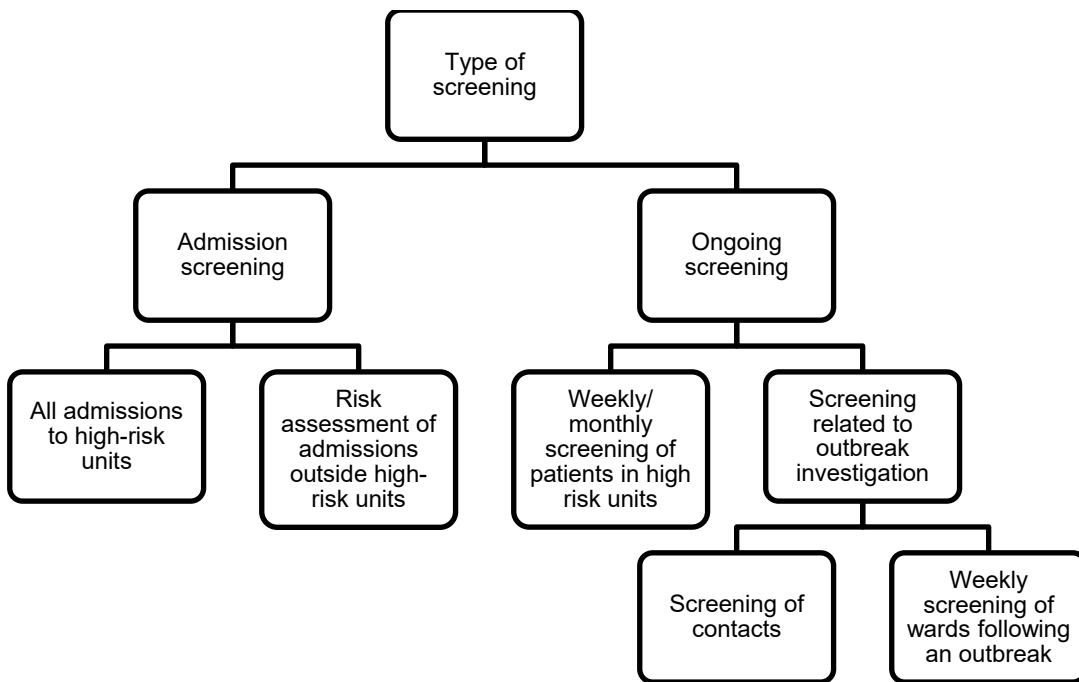 Type of
screening
Admission
screening
Ongoing
screening
All admissions
to high-risk
units
Risk
assessment of
admissions
outside high-
risk units
Weekly/
monthly
screening of
patients in high
risk units
Screening
related to
outbreak
investigation
Screening of
contacts
Weekly
screening of
wards following
an outbreak